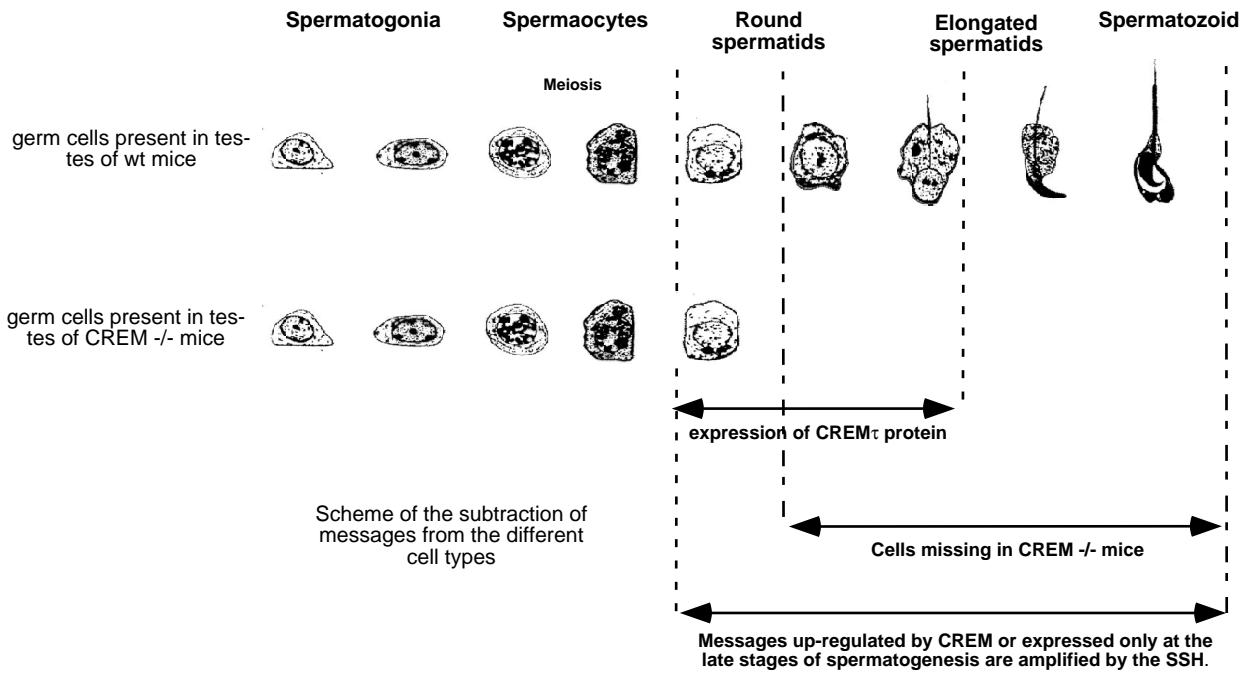 Spermatogonia
Spermaocytes
Round
spermatids
Elongated
spermatids
Spermatozoid
Meiosis
germ cells present in tes-
tes of wt mice
germ cells present in tes-
tes of CREM -/- mice
expression of CREMτ protein
Scheme of the subtraction of
messages from the different
cell types
Cells missing in CREM -/- mice
Messages up-regulated by CREM or expressed only at the
late stages of spermatogenesis are amplified by the SSH.